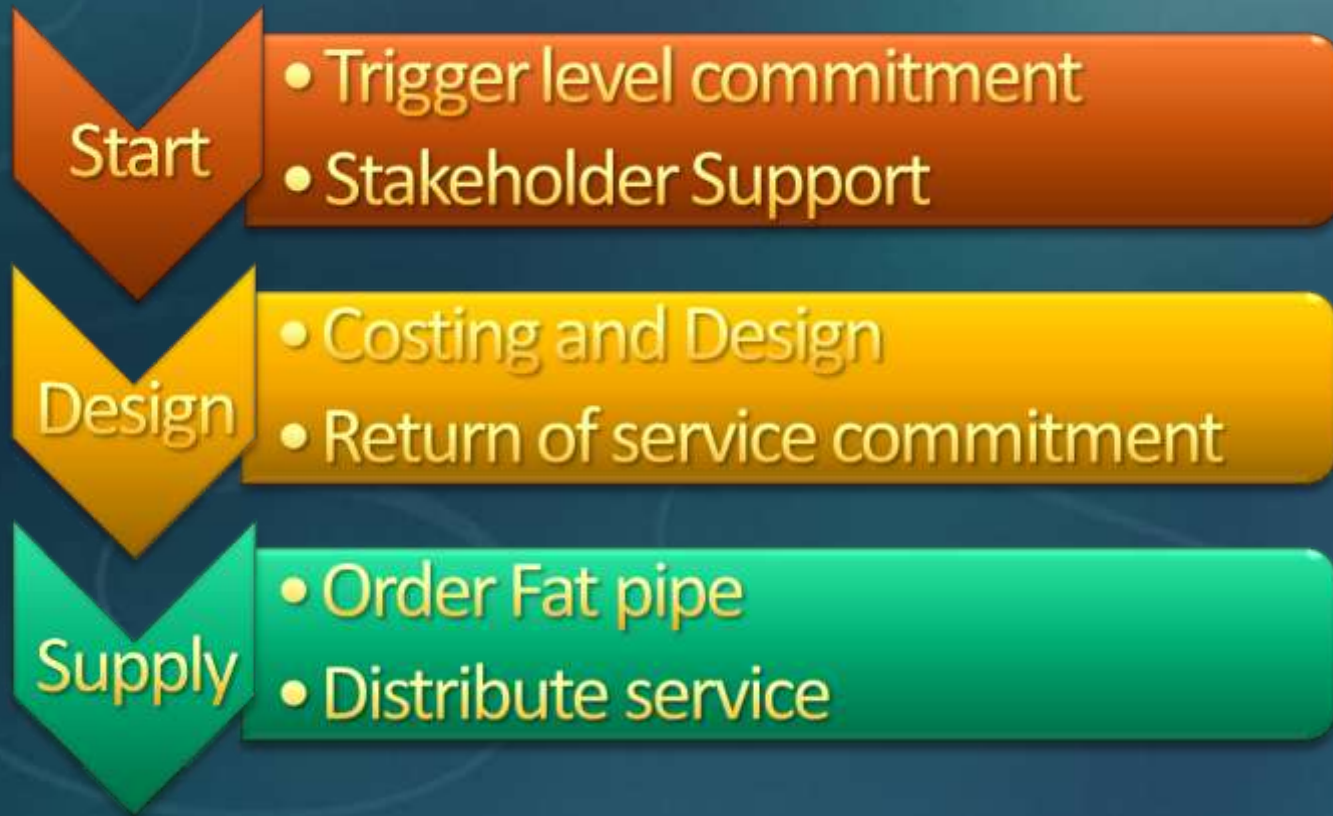 Start
• Trigger level commitment
• Stakeholder Support
Design
• Costing and Design
• Return of service commitment
Supply
• Order Fat pipe
• Distribute service